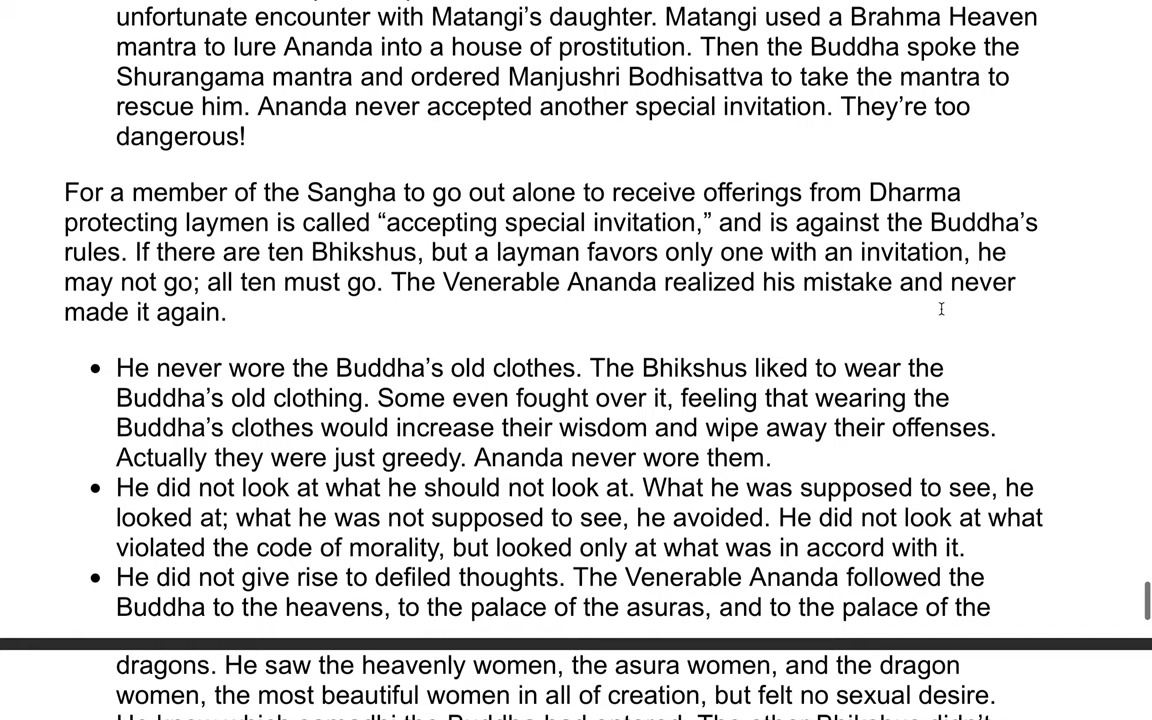 unfortunate encounter with Matangi’s daughter. Matangi used a Brahma Heaven
mantra to lure Ananda into a house of prostitution. Then the Buddha spoke the
Shurangama mantra and ordered Manjushri Bodhisattva to take the mantra to
rescue him. Ananda never accepted another special invitation. They’re too
dangerous!
For a member of the Sangha to go out alone to receive offerings from Dharma
protecting laymen is called “accepting special invitation,” and is against the Buddha’s
rules. If there are ten Bhikshus, but a layman favors only one with an invitation, he
may not go; all ten must go. The Venerable Ananda realized his mistake and never
made it again.
• He never wore the Buddha’s old clothes. The Bhikshus liked to wear the
Buddha’s old clothing. Some even fought over it, feeling that wearing the
Buddha’s clothes would increase their wisdom and wipe away their offenses.
Actually they were just greedy. Ananda never wore them.
• He did not look at what he should not look at. What he was supposed to see, he
looked at; what he was not supposed to see, he avoided. He did not look at what
violated the code of morality, but looked only at what was in accord with it.
• He did not give rise to defiled thoughts. The Venerable Ananda followed the
Buddha to the heavens, to the palace of the asuras, and to the palace of the
dragons. He saw the heavenly women, the asura women, and the dragon
women, the most beautiful women in all of creation, but felt no sexual desire.
He knew which samadhi the Buddha had entered. The other Bhikshus didn’t